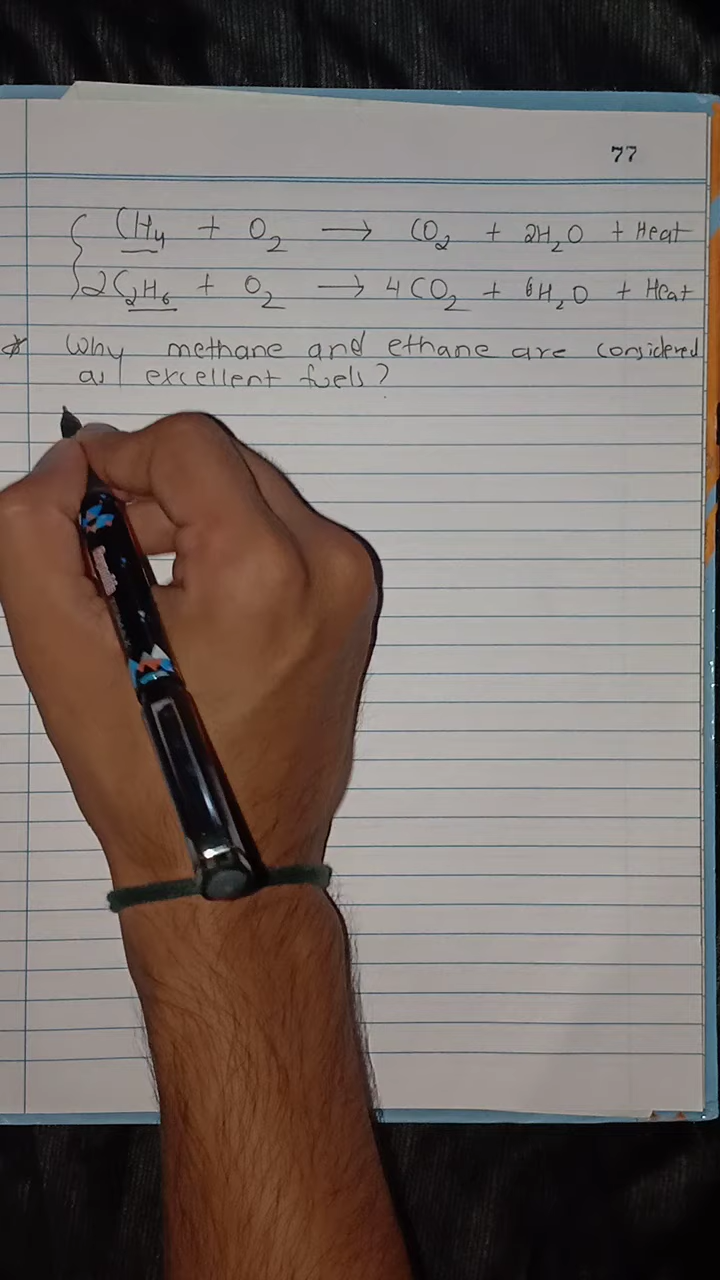 77
CH₄ + O₂ → CO₂ + 2H₂O + Heat
2C₂H₆ + O₂ → 4CO₂ + 6H₂O + Heat
* Why methane and ethane are considered
as excellent fuels?